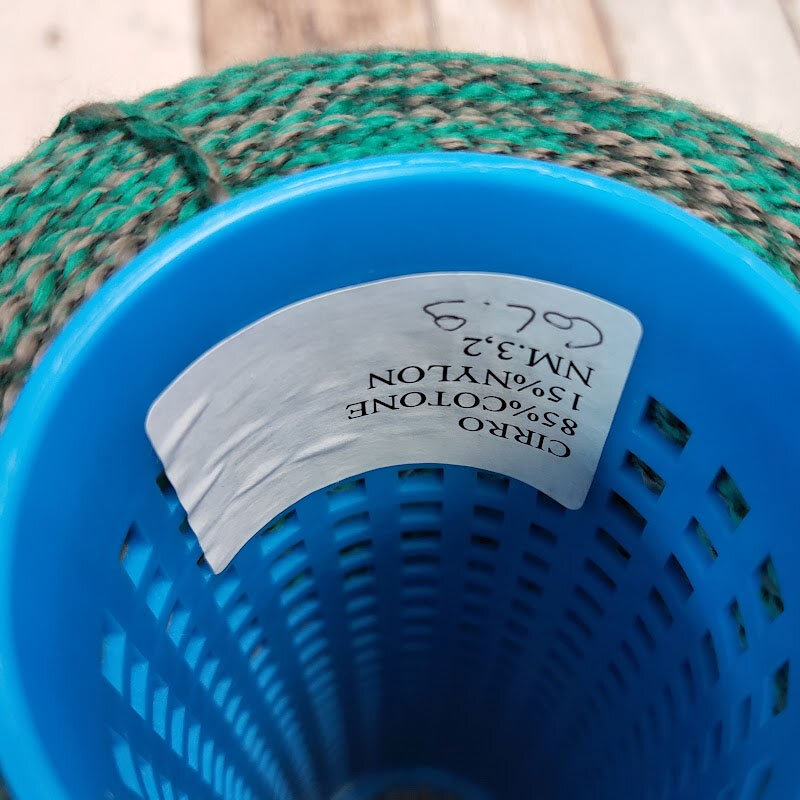 CIRRO
85%COTONE
15%NYLON
NM.3,2
COL.9